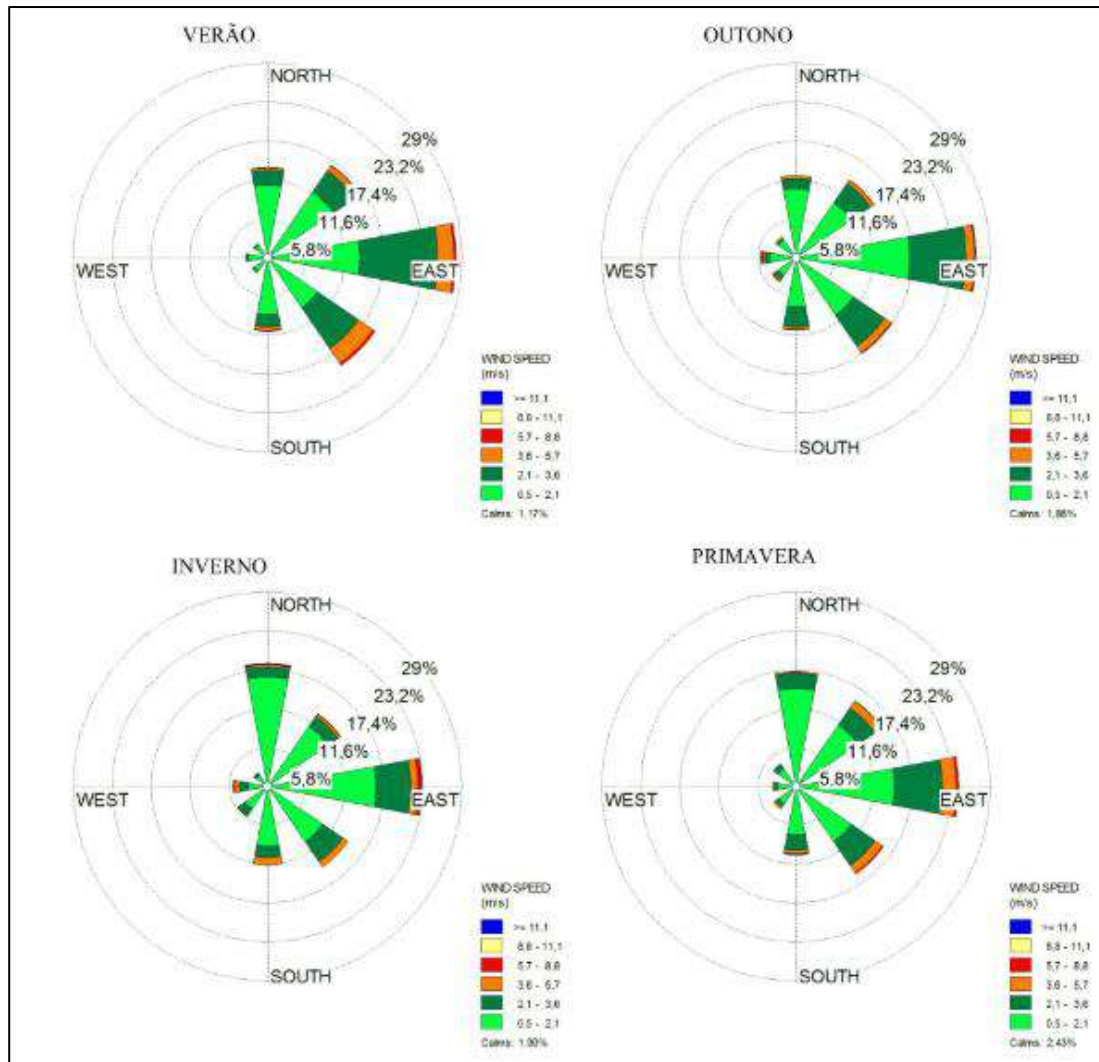 VERÃO
NORTH
29%
23,2%
17,4%
11,6%
5,8%
WEST
EAST
SOUTH
WIND SPEED
(m/s)
>= 11,1
8,8 - 11,1
5,7 - 8,8
3,6 - 5,7
2,1 - 3,6
0,5 - 2,1
Calms: 1,17%
OUTONO
NORTH
29%
23,2%
17,4%
11,6%
5,8%
WEST
EAST
SOUTH
WIND SPEED
(m/s)
>= 11,1
8,8 - 11,1
5,7 - 8,8
3,6 - 5,7
2,1 - 3,6
0,5 - 2,1
Calms:
INVERNO
NORTH
29%
23,2%
17,4%
11,6%
5,8%
WEST
EAST
SOUTH
WIND SPEED
(m/s)
>= 11,1
8,8 - 11,1
5,7 - 8,8
3,6 - 5,7
2,1 - 3,6
0,5 - 2,1
Calms:
PRIMAVERA
NORTH
29%
23,2%
17,4%
11,6%
5,8%
WEST
EAST
SOUTH
WIND SPEED
(m/s)
>= 11,1
8,8 - 11,1
5,7 - 8,8
3,6 - 5,7
2,1 - 3,6
0,5 - 2,1
Calms: 2,43%